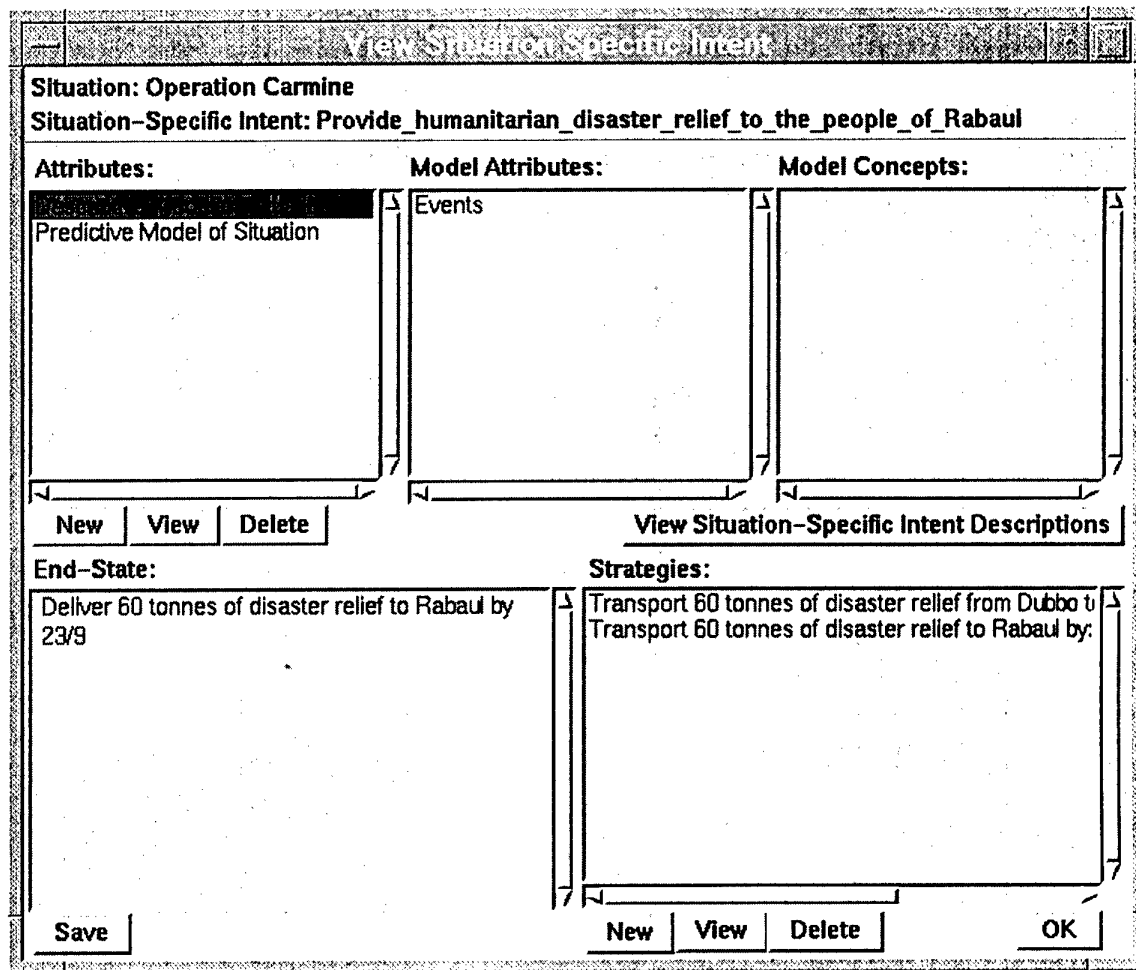 View Situation Specific Intent
Situation: Operation Carmine
Situation-Specific Intent: Provide_humanitarian_disaster_relief_to_the_people_of_Rabaul
Attributes:
Model Attributes:
Model Concepts:
Predictive Model of Situation
Events
New
View
Delete
View Situation-Specific Intent Descriptions
End-State:
Strategies:
Deliver 60 tonnes of disaster relief to Rabaul by
23/9
Transport 60 tonnes of disaster relief from Dubbo
Transport 60 tonnes of disaster relief to Rabaul by:
Save
New
View
Delete
OK